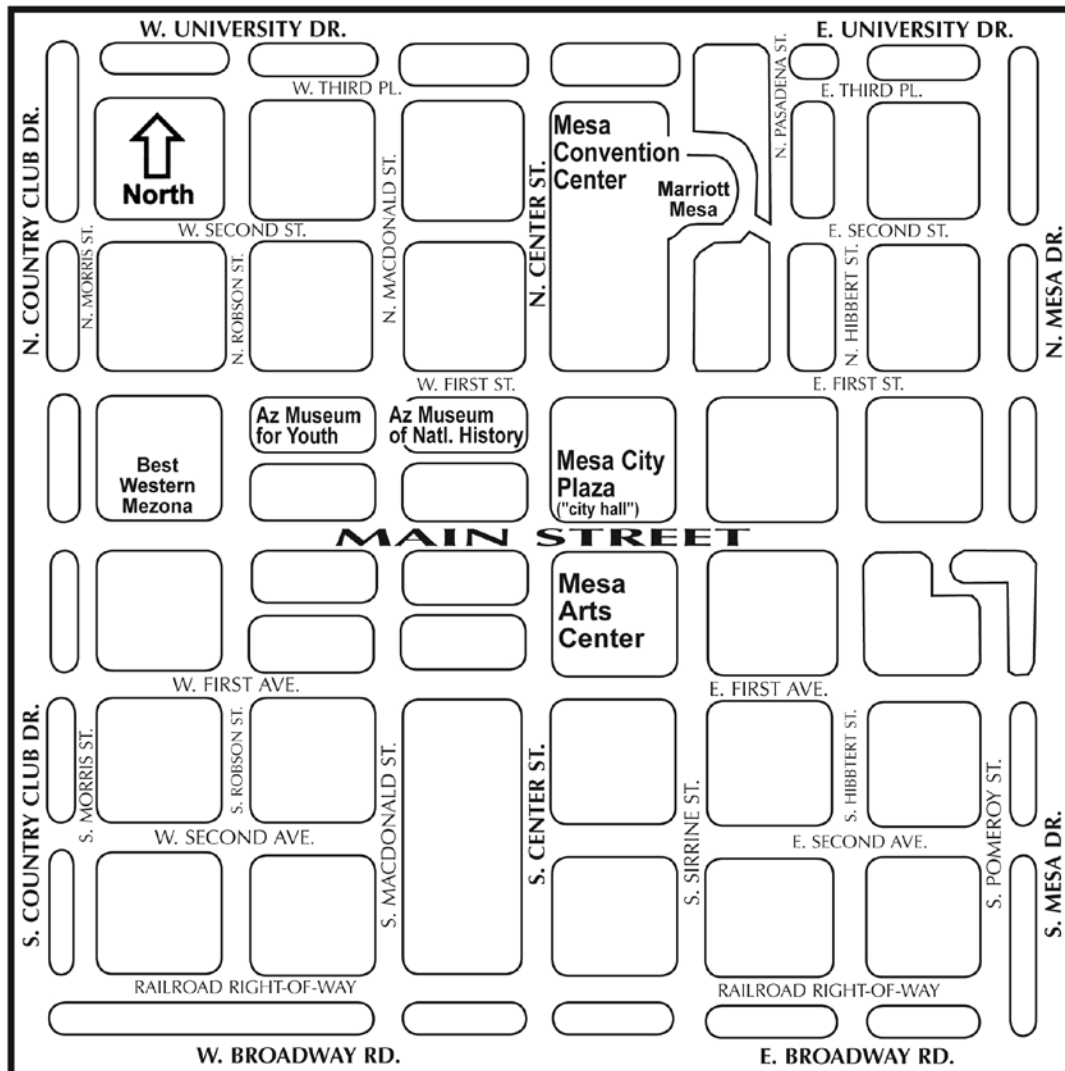 W. UNIVERSITY DR.
E. UNIVERSITY DR.
W. THIRD PL.
E. THIRD PL.
N. COUNTRY CLUB DR.
North
N. MACDONALD ST.
N. CENTER ST.
Mesa
Convention
Center
Marriott
Mesa
N. PASADENA ST.
W. SECOND ST.
E. SECOND ST.
N. MORRIS ST.
N. ROBSON ST.
N. HIBBERT ST.
N. MESA DR.
W. FIRST ST.
E. FIRST ST.
Best
Western
Mezona
Az Museum
for Youth
Az Museum
of Natl. History
Mesa City
Plaza
("city hall")
MAIN STREET
Mesa
Arts
Center
W. FIRST AVE.
E. FIRST AVE.
S. COUNTRY CLUB DR.
S. MORRIS ST.
S. ROBSON ST.
S. MACDONALD ST.
S. CENTER ST.
S. SIRRINE ST.
S. HIBBTERT ST.
S. POMEROY ST.
S. MESA DR.
W. SECOND AVE.
E. SECOND AVE.
RAILROAD RIGHT-OF-WAY
RAILROAD RIGHT-OF-WAY
W. BROADWAY RD.
E. BROADWAY RD.